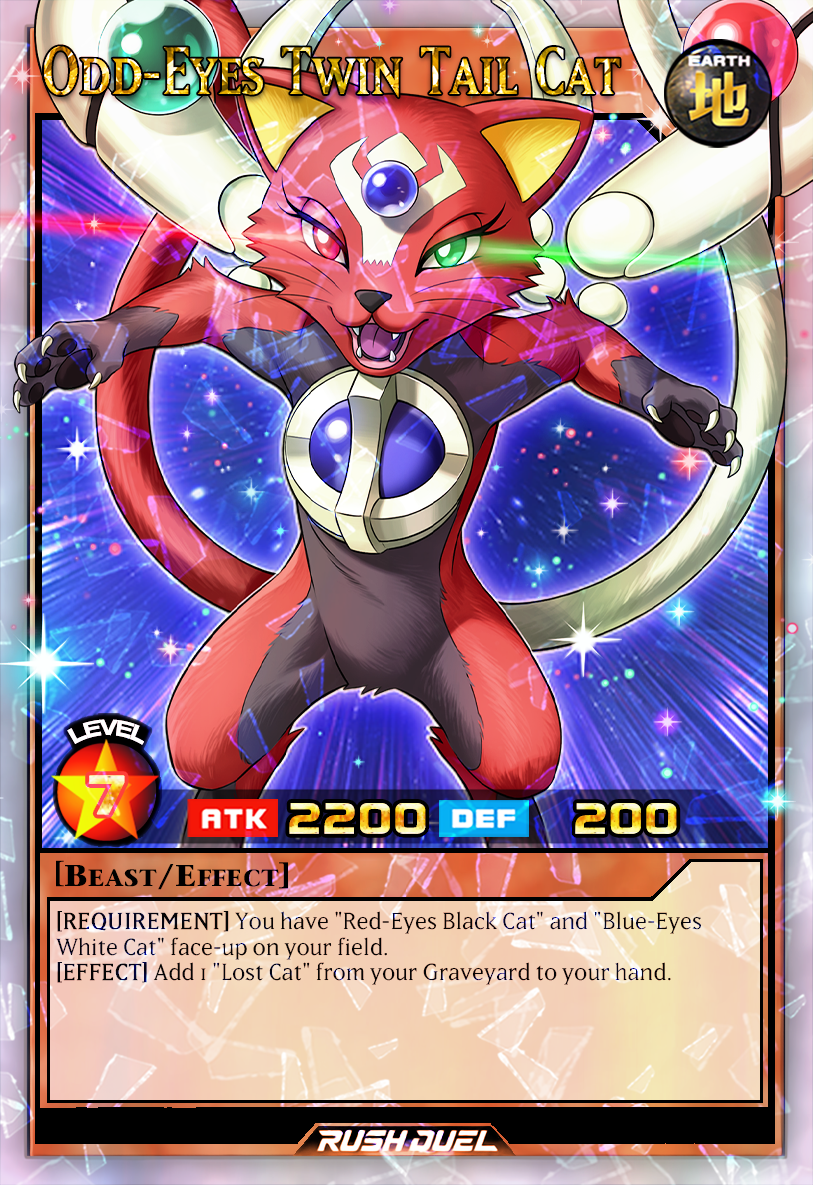 Odd-Eyes Twin Tail Cat
EARTH
地
LEVEL
7
ATK 2200 DEF 200
[Beast/Effect]
[REQUIREMENT] You have "Red-Eyes Black Cat" and "Blue-Eyes
White Cat" face-up on your field.
[EFFECT] Add 1 "Lost Cat" from your Graveyard to your hand.
RUSH DUEL